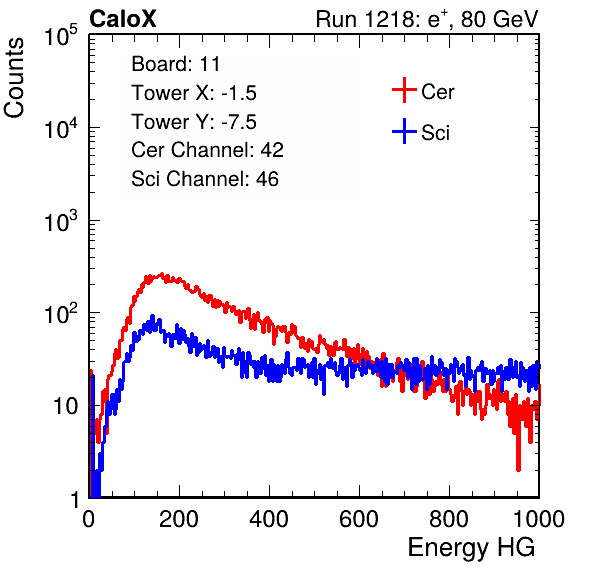 CaloX Run 1218: e⁺, 80 GeV
Counts
Board: 11
Tower X: -1.5
Tower Y: -7.5
Cer Channel: 42
Sci Channel: 46
Cer
Sci
10⁵
10⁴
10³
10²
10
1
0 200 400 600 800 1000
Energy HG